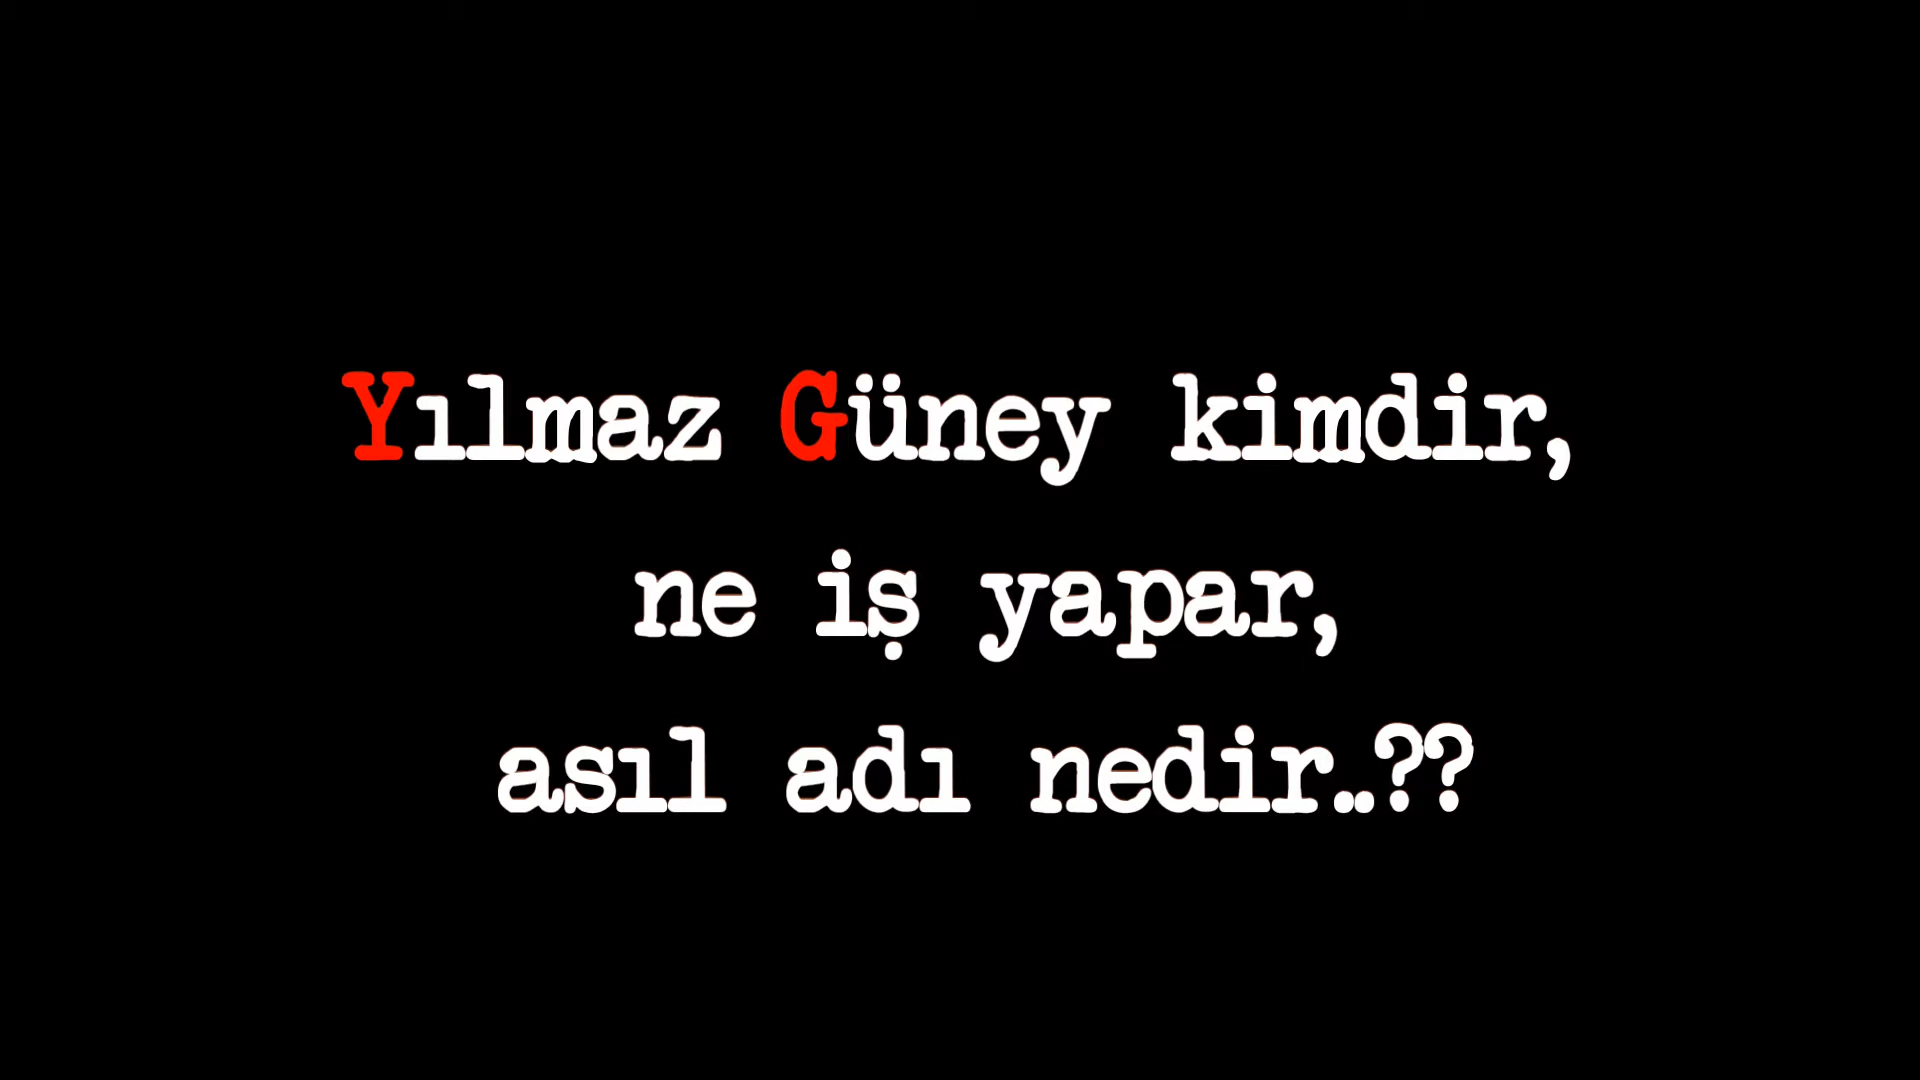 Yılmaz Güney kimdir,
ne iş yapar,
asıl adı nedir..??